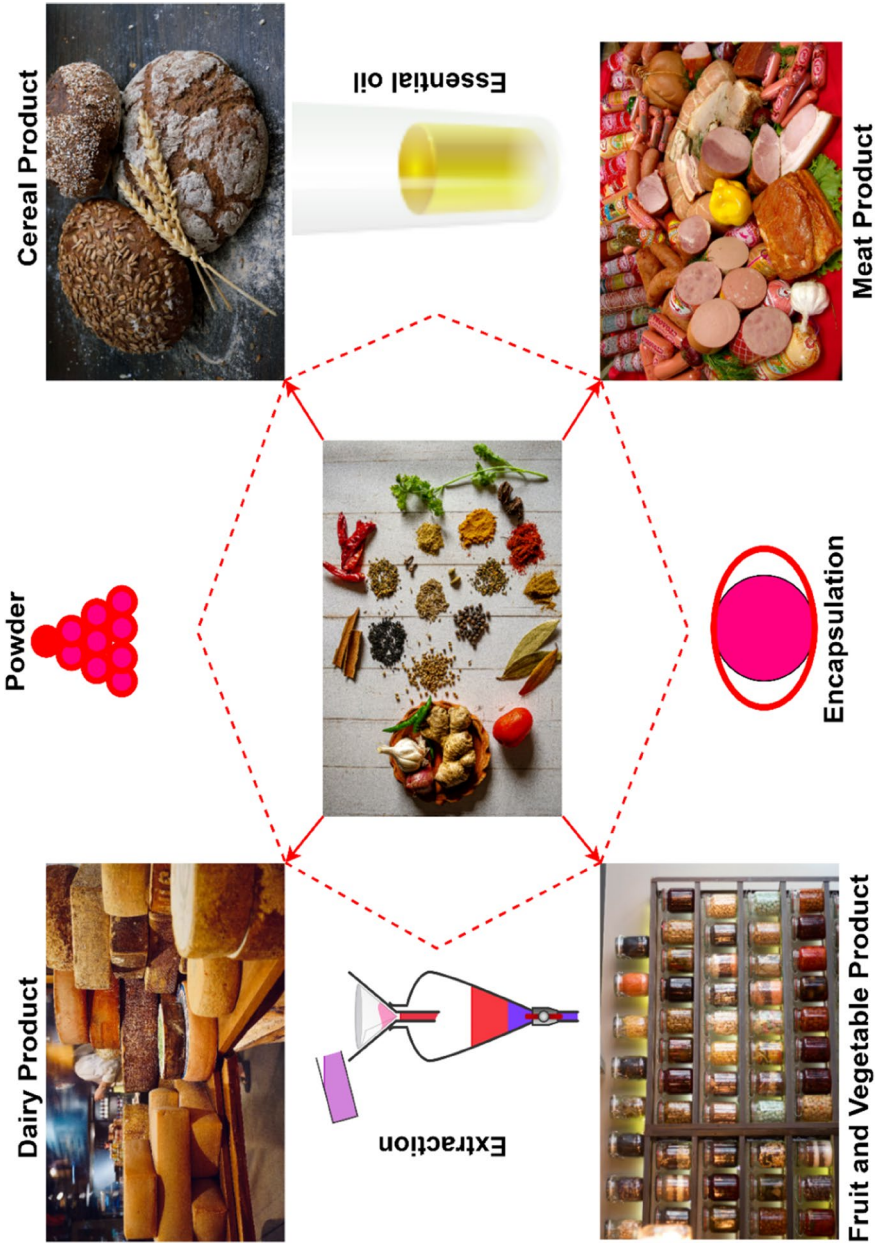 Dairy Product
Powder
Cereal Product
Extraction
Essential oil
Fruit and Vegetable Product
Encapsulation
Meat Product